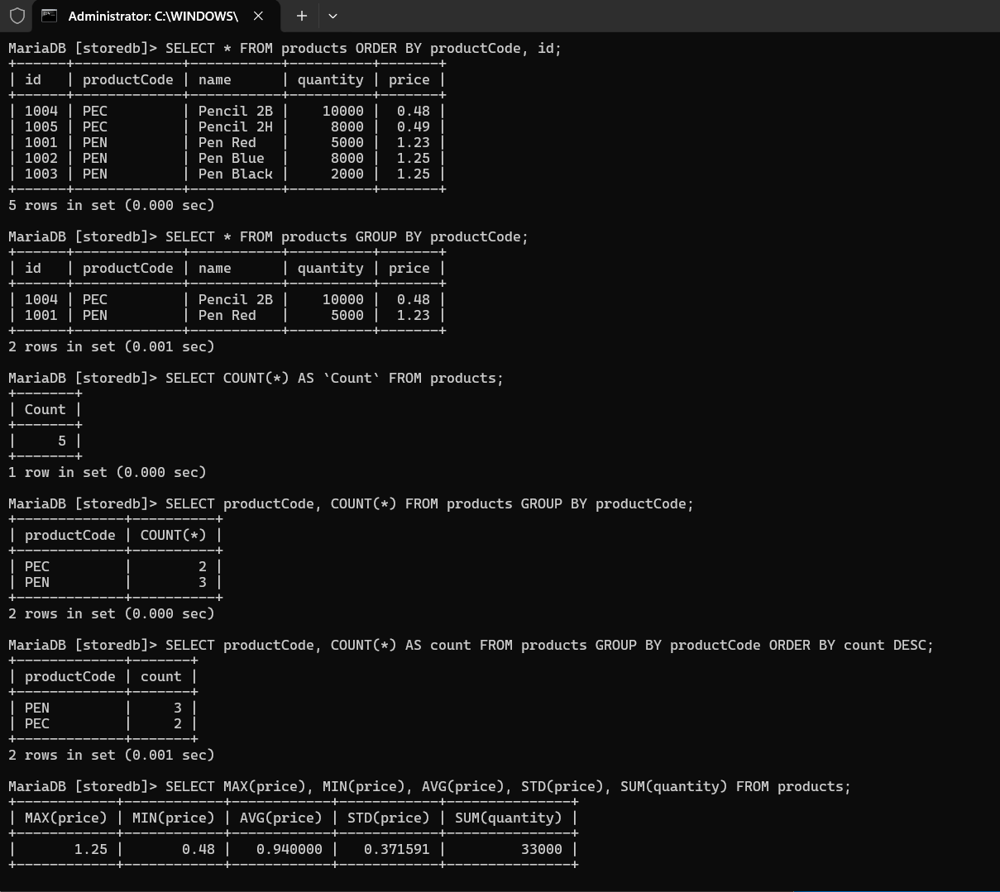 Administrator: C:\WINDOWS\
MariaDB [storedb]> SELECT * FROM products ORDER BY productCode, id;
+------+-------------+-----------+----------+-------+
| id   | productCode | name      | quantity | price |
+------+-------------+-----------+----------+-------+
| 1004 | PEC         | Pencil 2B |    10000 |  0.48 |
| 1005 | PEC         | Pencil 2H |     8000 |  0.49 |
| 1001 | PEN         | Pen Red   |     5000 |  1.23 |
| 1002 | PEN         | Pen Blue  |     8000 |  1.25 |
| 1003 | PEN         | Pen Black |     2000 |  1.25 |
+------+-------------+-----------+----------+-------+
5 rows in set (0.000 sec)
MariaDB [storedb]> SELECT * FROM products GROUP BY productCode;
+------+-------------+-----------+----------+-------+
| id   | productCode | name      | quantity | price |
+------+-------------+-----------+----------+-------+
| 1004 | PEC         | Pencil 2B |    10000 |  0.48 |
| 1001 | PEN         | Pen Red   |     5000 |  1.23 |
+------+-------------+-----------+----------+-------+
2 rows in set (0.001 sec)
MariaDB [storedb]> SELECT COUNT(*) AS `Count` FROM products;
+-------+
| Count |
+-------+
|     5 |
+-------+
1 row in set (0.000 sec)
MariaDB [storedb]> SELECT productCode, COUNT(*) FROM products GROUP BY productCode;
+-------------+----------+
| productCode | COUNT(*) |
+-------------+----------+
| PEC         |        2 |
| PEN         |        3 |
+-------------+----------+
2 rows in set (0.000 sec)
MariaDB [storedb]> SELECT productCode, COUNT(*) AS count FROM products GROUP BY productCode ORDER BY count DESC;
+-------------+-------+
| productCode | count |
+-------------+-------+
| PEN         |     3 |
| PEC         |     2 |
+-------------+-------+
2 rows in set (0.001 sec)
MariaDB [storedb]> SELECT MAX(price), MIN(price), AVG(price), STD(price), SUM(quantity) FROM products;
+------------+------------+------------+------------+---------------+
| MAX(price) | MIN(price) | AVG(price) | STD(price) | SUM(quantity) |
+------------+------------+------------+------------+---------------+
|       1.25 |       0.48 |   0.940000 |   0.371591 |         33000 |
+------------+------------+------------+------------+---------------+